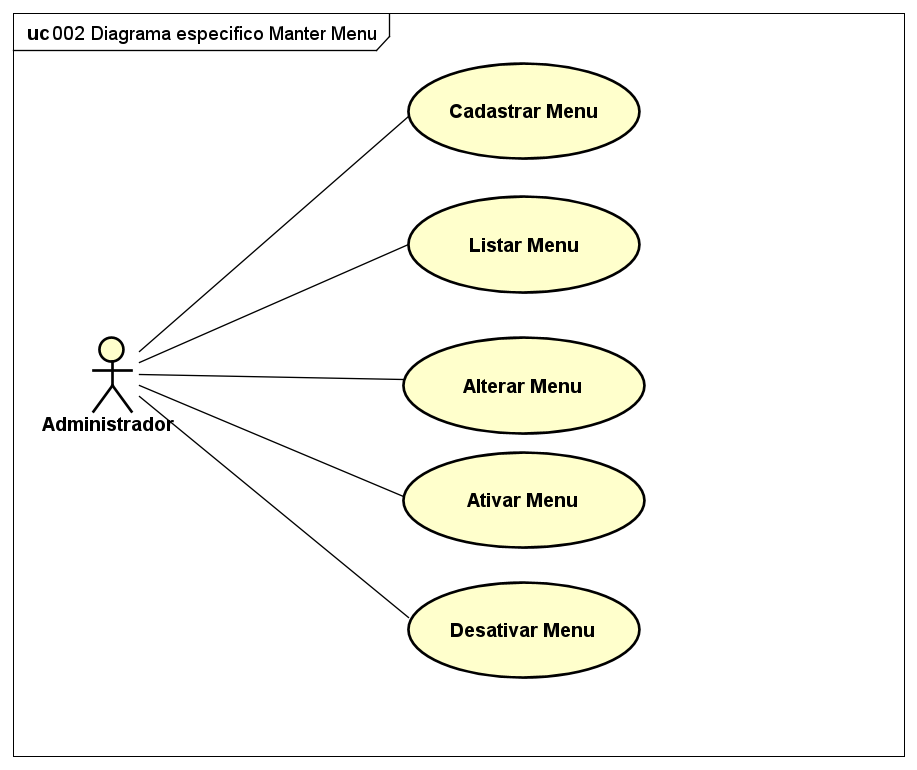 uc 002 Diagrama especifico Manter Menu
Cadastrar Menu
Listar Menu
Alterar Menu
Administrador
Ativar Menu
Desativar Menu